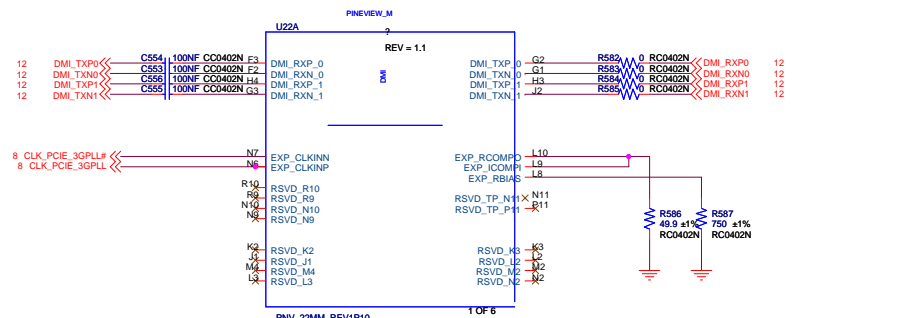 PINEVIEW_M
U22A
?
REV = 1.1
DMI
12 DMI_TXP0 C554 100NF CC0402N F3 DMI_RXP_0
12 DMI_TXN0 C553 100NF CC0402N F2 DMI_RXN_0
12 DMI_TXP1 C556 100NF CC0402N H4 DMI_RXP_1
12 DMI_TXN1 C555 100NF CC0402N G3 DMI_RXN_1
DMI_TXP_0 G2 R582 0 RC0402N DMI_RXP0 12
DMI_TXN_0 G1 R583 0 RC0402N DMI_RXN0 12
DMI_TXP_1 H3 R584 0 RC0402N DMI_RXP1 12
DMI_TXN_1 J2 R585 0 RC0402N DMI_RXN1 12
8 CLK_PCIE_3GPLL# N7 EXP_CLKINN
8 CLK_PCIE_3GPLL N6 EXP_CLKINP
R10 RSVD_R10
R9 RSVD_R9
N10 RSVD_N10
N9 RSVD_N9
K2 RSVD_K2
J1 RSVD_J1
M4 RSVD_M4
L3 RSVD_L3
EXP_RCOMPO L10
EXP_ICOMPI L9
EXP_RBIAS L8
RSVD_TP_N11 N11
RSVD_TP_P11 P11
RSVD_K3 K3
RSVD_L2 L2
RSVD_M2 M2
RSVD_N2 N2
R586
49.9 ±1%
RC0402N
R587
750 ±1%
RC0402N
PNV_22MM_REV1P10
1 OF 6